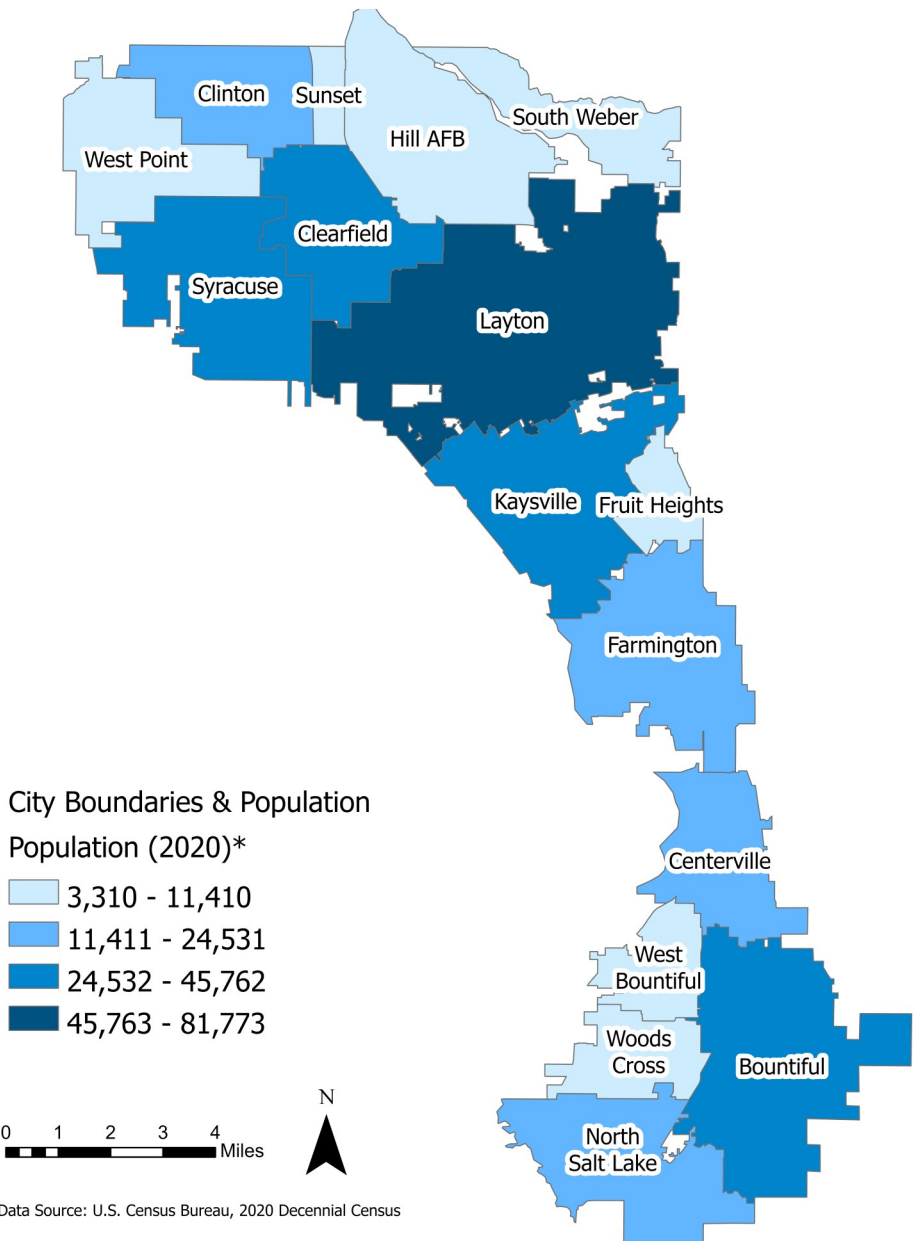 Clinton
Sunset
South Weber
Hill AFB
West Point
Clearfield
Syracuse
Layton
Kaysville
Fruit Heights
Farmington
City Boundaries & Population
Population (2020)*
3,310 - 11,410
11,411 - 24,531
24,532 - 45,762
45,763 - 81,773
Centerville
West
Bountiful
Woods
Cross
Bountiful
North
Salt Lake
N
0 1 2 3 4
Miles
Data Source: U.S. Census Bureau, 2020 Decennial Census